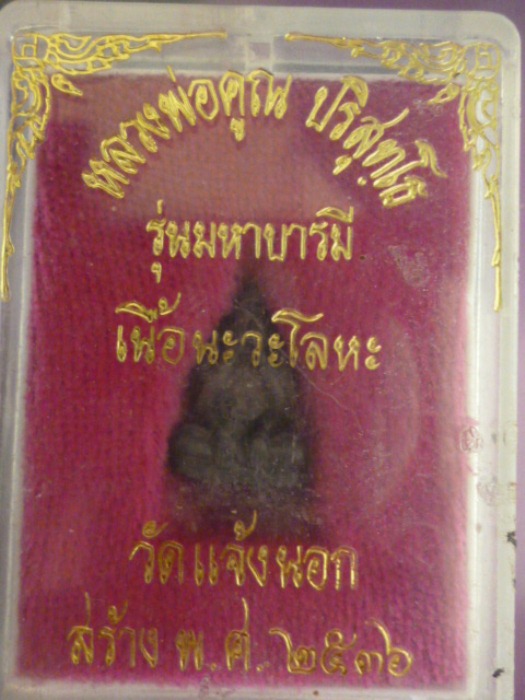 หลวงพ่อคูณ ปริสุทฺโธ
รุ่นมหาบารมี
เนื้อนะวะโลหะ
วัดแจ้งนอก
สร้าง พ.ศ. ๒๕๓๖